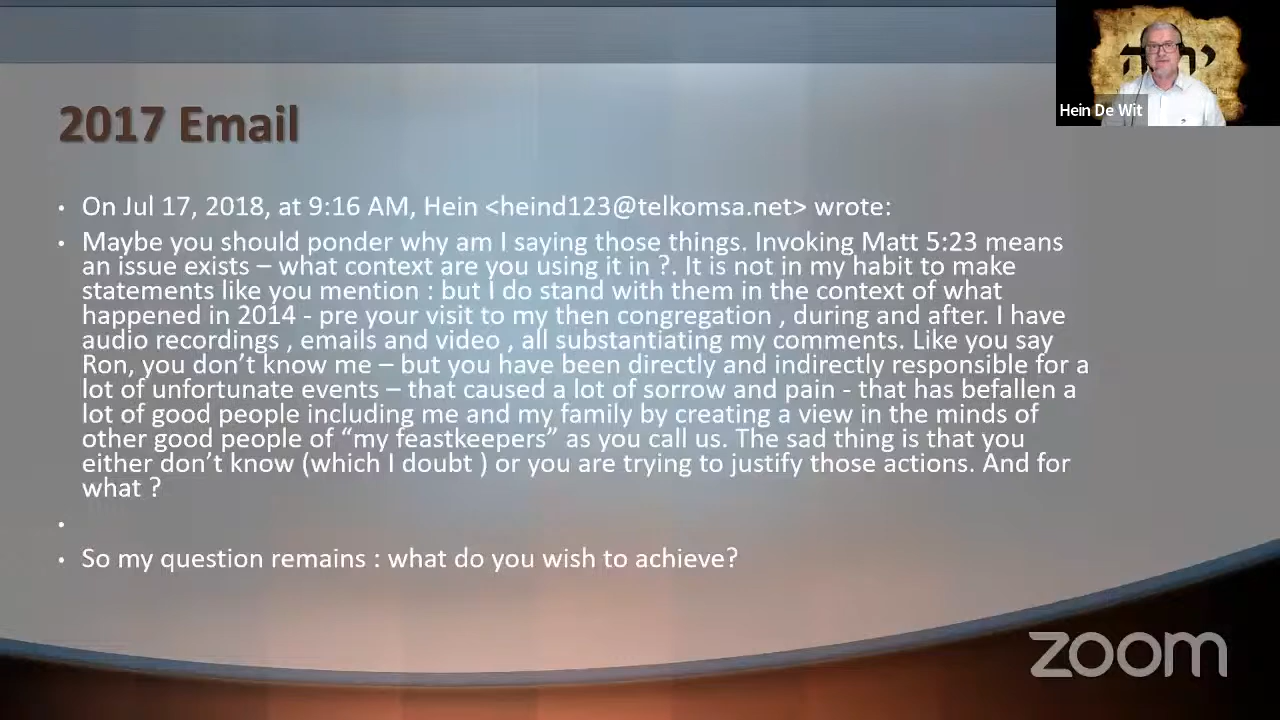 Hein De Wit
2017 Email
• On Jul 17, 2018, at 9:16 AM, Hein <heind123@telkomsa.net> wrote:
• Maybe you should ponder why am I saying those things. Invoking Matt 5:23 means
an issue exists – what context are you using it in ?. It is not in my habit to make
statements like you mention : but I do stand with them in the context of what
happened in 2014 - pre your visit to my then congregation , during and after. I have
audio recordings , emails and video , all substantiating my comments. Like you say
Ron, you don’t know me – but you have been directly and indirectly responsible for a
lot of unfortunate events – that caused a lot of sorrow and pain - that has befallen a
lot of good people including me and my family by creating a view in the minds of
other good people of “my feastkeepers” as you call us. The sad thing is that you
either don’t know (which I doubt ) or you are trying to justify those actions. And for
what ?
•
• So my question remains : what do you wish to achieve?
zoom